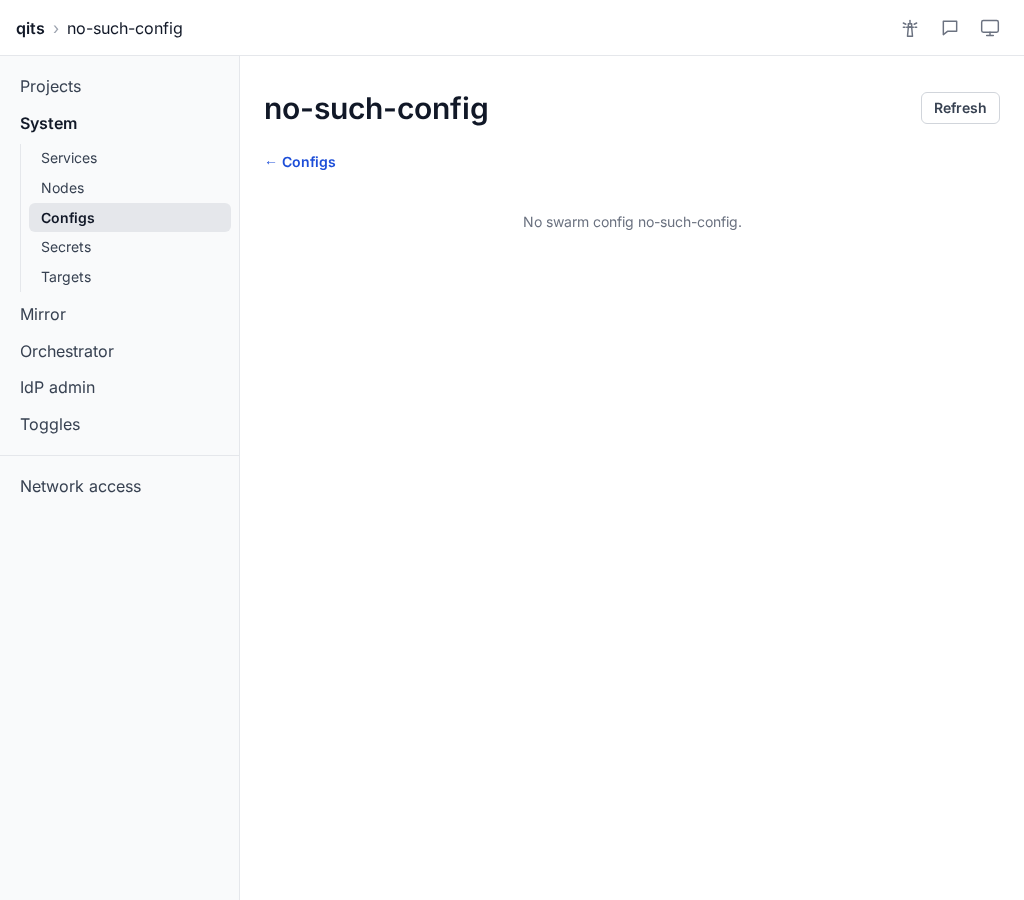 qits › no-such-config
Projects
System
Services
Nodes
Configs
Secrets
Targets
Mirror
Orchestrator
IdP admin
Toggles
Network access
no-such-config
Refresh
← Configs
No swarm config no-such-config.